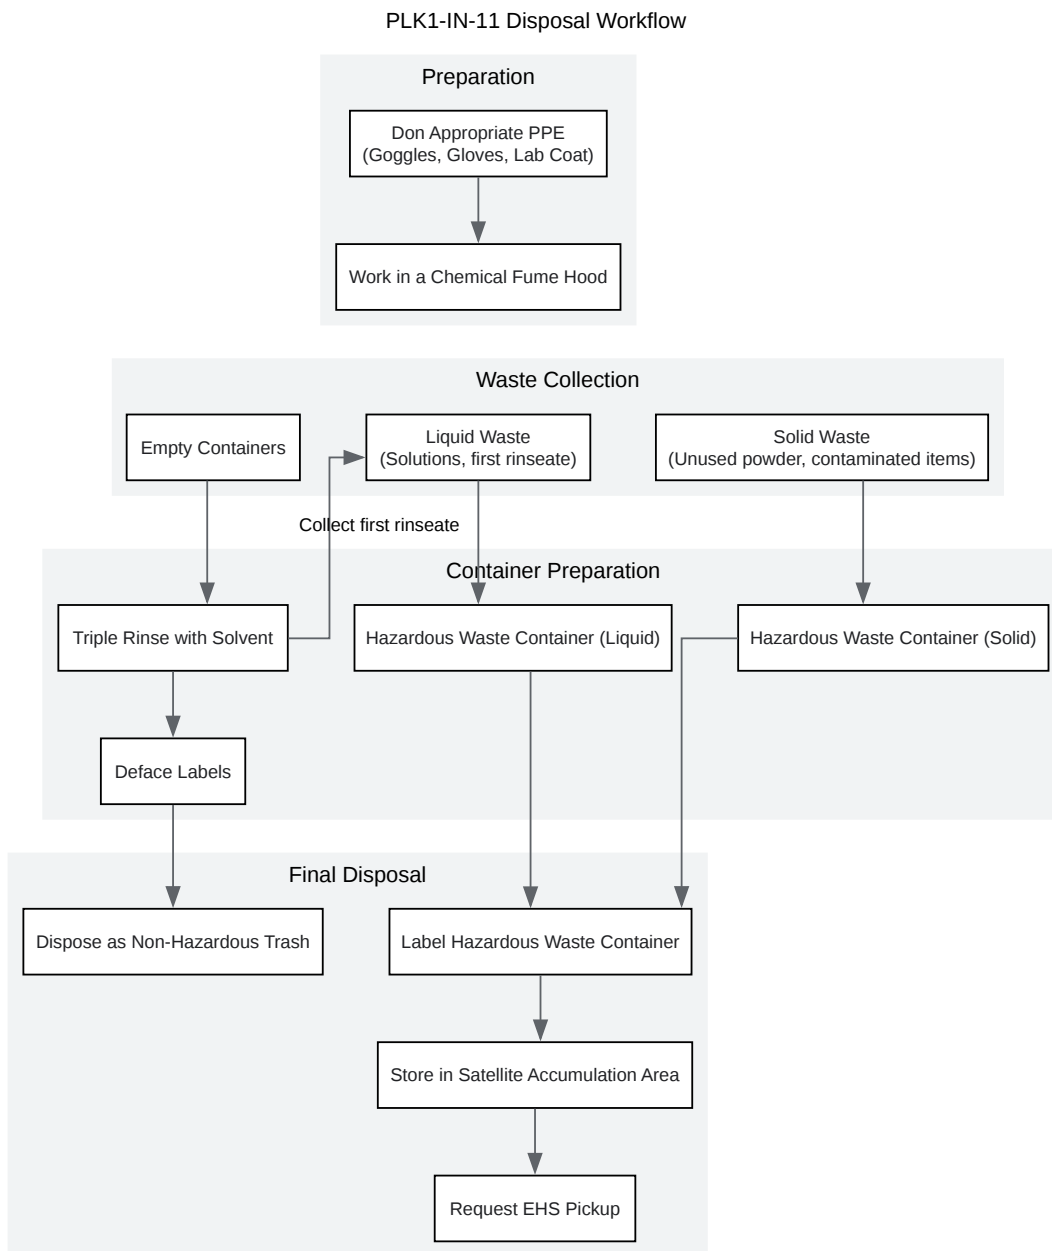 PLK1-IN-11 Disposal Workflow
Preparation
Don Appropriate PPE
(Goggles, Gloves, Lab Coat)
Work in a Chemical Fume Hood
Waste Collection
Empty Containers
Liquid Waste
(Solutions, first rinseate)
Solid Waste
(Unused powder, contaminated items)
Collect first rinseate
Container Preparation
Triple Rinse with Solvent
Hazardous Waste Container (Liquid)
Hazardous Waste Container (Solid)
Deface Labels
Final Disposal
Dispose as Non-Hazardous Trash
Label Hazardous Waste Container
Store in Satellite Accumulation Area
Request EHS Pickup